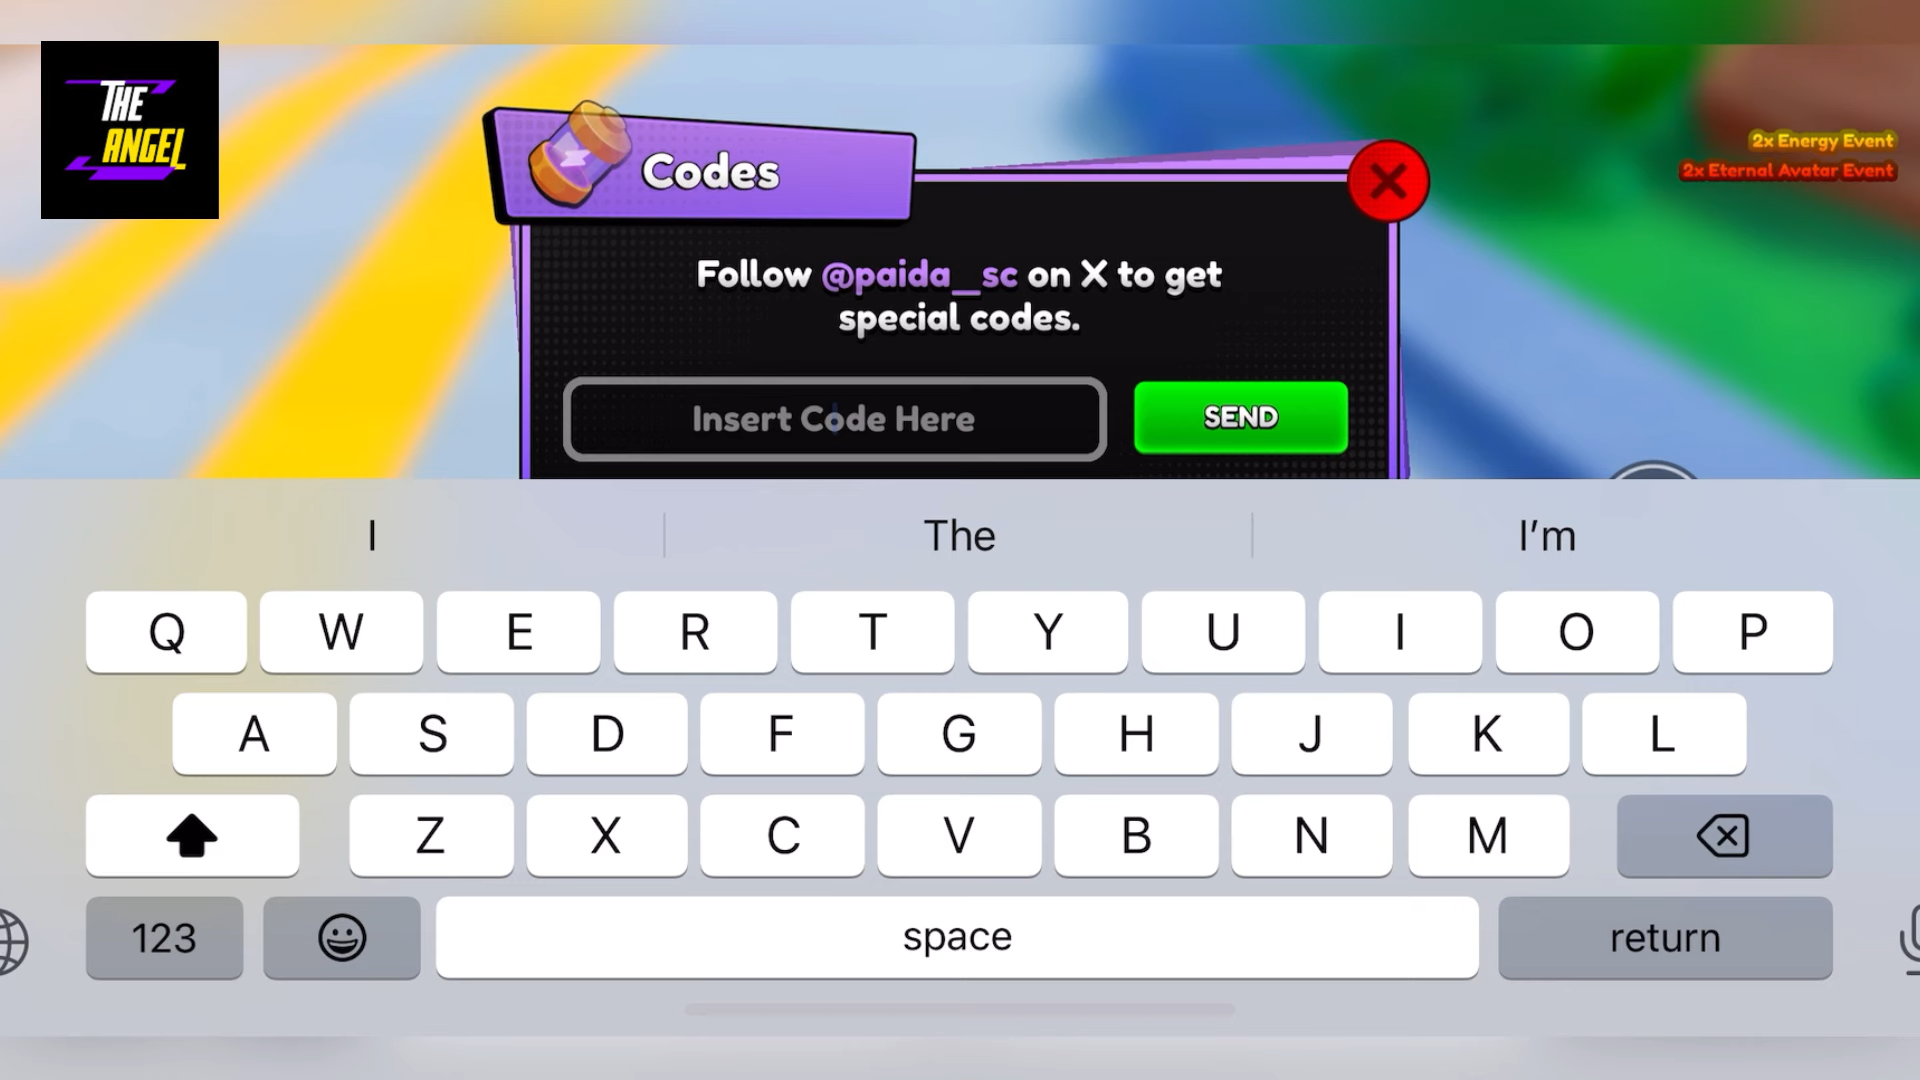 THE
ANGEL
Codes
2x Energy Event
2x Eternal Avatar Event
Follow @paida_sc on X to get
special codes.
Insert Code Here
SEND
I The I'm
Q W E R T Y U I O P
A S D F G H J K L
Z X C V B N M
123 space return